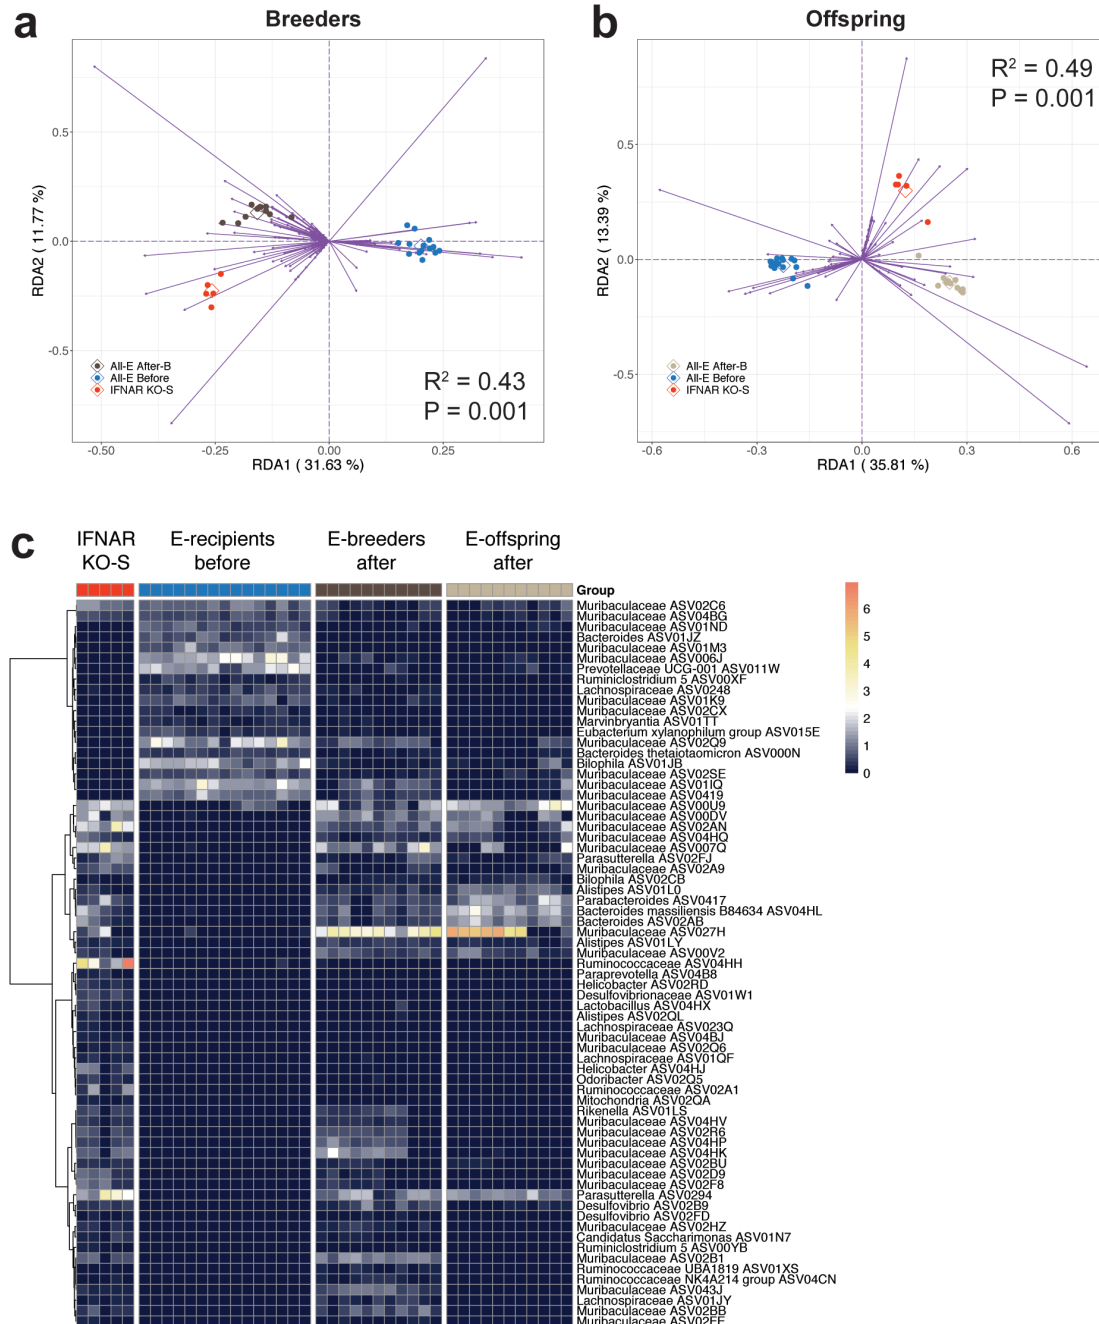 a
Breeders
0.5
0.0
-0.5
RDA2 ( 11.77 %)
All-E After-B
All-E Before
IFNAR KO-S
R² = 0.43
P = 0.001
-0.50
-0.25
0.00
0.25
RDA1 ( 31.63 %)
b
Offspring
R² = 0.49
P = 0.001
0.5
0.0
-0.5
RDA2 ( 13.39 %)
All-E After-B
All-E Before
IFNAR KO-S
-0.6
-0.3
0.0
0.3
0.6
RDA1 ( 35.81 %)
c
IFNAR
KO-S
E-recipients
before
E-breeders
after
E-offspring
after
Group
Muribaculaceae ASV02C6
Muribaculaceae ASV04BG
Muribaculaceae ASV01ND
Bacteroides ASV01JZ
Muribaculaceae ASV01M3
Muribaculaceae ASV006J
Prevotellaceae UCG-001 ASV011W
Ruminiclostridium 5 ASV00XF
Lachnospiraceae ASV0248
Muribaculaceae ASV01K9
Muribaculaceae ASV02CX
Marvinbryantia ASV01TT
Eubacterium xylanophilum group ASV015E
Muribaculaceae ASV02Q9
Bacteroides thetaiotaomicron ASV000N
Bilophila ASV01JB
Muribaculaceae ASV02SE
Muribaculaceae ASV01IQ
Muribaculaceae ASV0419
Muribaculaceae ASV00U9
Muribaculaceae ASV00DV
Muribaculaceae ASV02AN
Muribaculaceae ASV04HQ
Muribaculaceae ASV007Q
Parasutterella ASV02FJ
Muribaculaceae ASV02A9
Bilophila ASV02CB
Alistipes ASV01L0
Parabacteroides ASV0417
Bacteroides massiliensis B84634 ASV04HL
Bacteroides ASV02AB
Muribaculaceae ASV027H
Alistipes ASV01LY
Muribaculaceae ASV00V2
Ruminococcaceae ASV04HH
Paraprevotella ASV04B8
Helicobacter ASV02RD
Desulfovibrionaceae ASV01W1
Lactobacillus ASV04HX
Alistipes ASV02QL
Lachnospiraceae ASV023Q
Muribaculaceae ASV04BJ
Muribaculaceae ASV02Q6
Lachnospiraceae ASV01QF
Helicobacter ASV04HJ
Odoribacter ASV02Q5
Ruminococcaceae ASV02A1
Mitochondria ASV02QA
Rikenella ASV01LS
Muribaculaceae ASV04HV
Muribaculaceae ASV02R6
Muribaculaceae ASV04HP
Muribaculaceae ASV04HK
Muribaculaceae ASV02BU
Muribaculaceae ASV02D9
Muribaculaceae ASV02F8
Parasutterella ASV0294
Desulfovibrio ASV02B9
Desulfovibrio ASV02FD
Muribaculaceae ASV02HZ
Candidatus Saccharimonas ASV01N7
Ruminiclostridium 5 ASV00YB
Muribaculaceae ASV02B1
Ruminococcaceae UBA1819 ASV01XS
Ruminococcaceae NK4A214 group ASV04CN
Muribaculaceae ASV043J
Lachnospiraceae ASV01JY
Muribaculaceae ASV02BB
Muribaculaceae
6
5
4
3
2
1
0